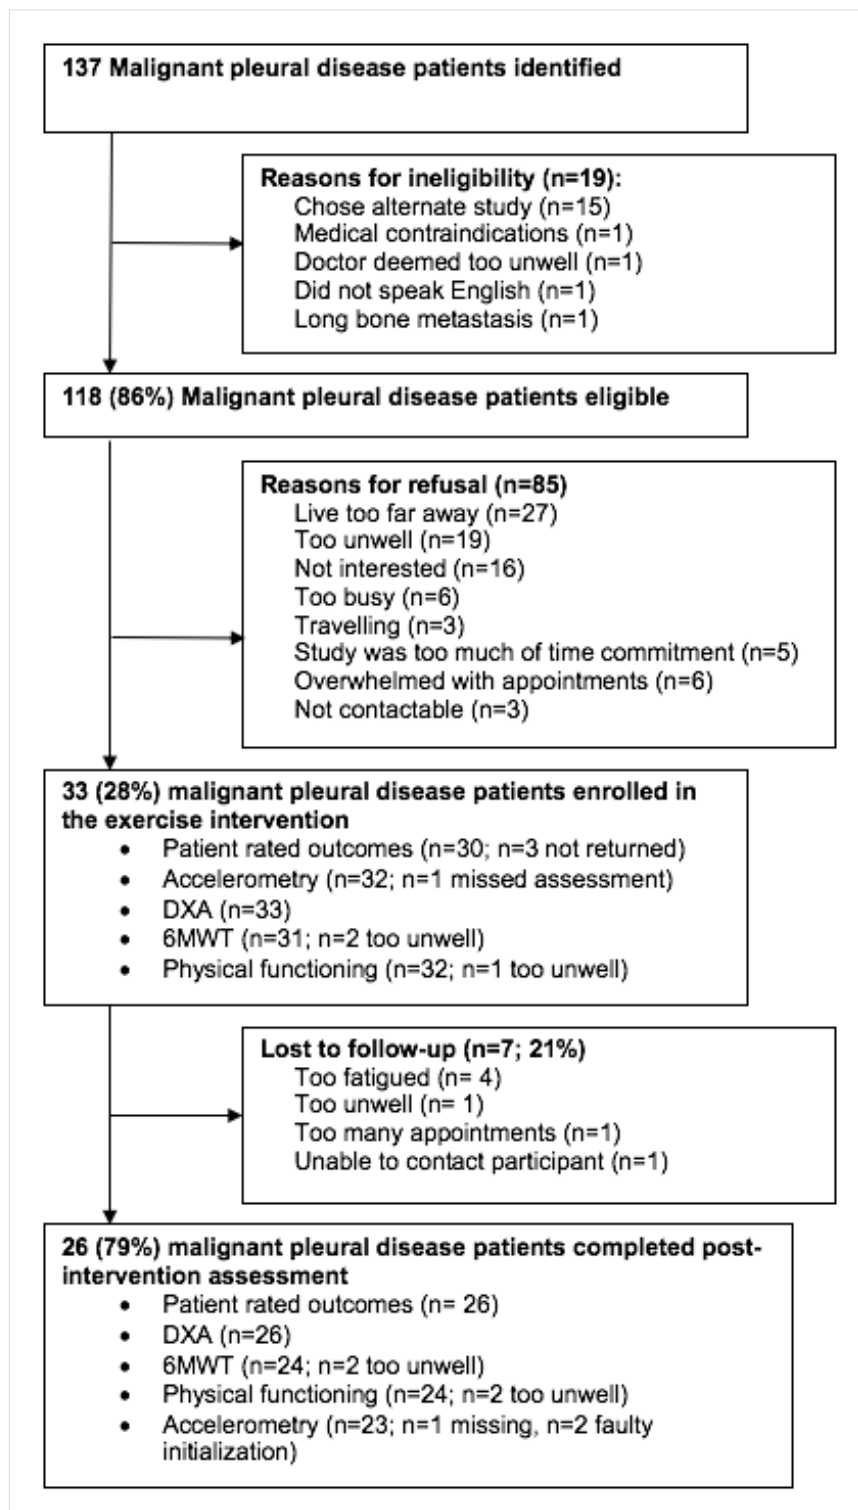 137 Malignant pleural disease patients identified
Reasons for ineligibility (n=19):
Chose alternate study (n=15)
Medical contraindications (n=1)
Doctor deemed too unwell (n=1)
Did not speak English (n=1)
Long bone metastasis (n=1)
118 (86%) Malignant pleural disease patients eligible
Reasons for refusal (n=85)
Live too far away (n=27)
Too unwell (n=19)
Not interested (n=16)
Too busy (n=6)
Travelling (n=3)
Study was too much of time commitment (n=5)
Overwhelmed with appointments (n=6)
Not contactable (n=3)
33 (28%) malignant pleural disease patients enrolled in
the exercise intervention
• Patient rated outcomes (n=30; n=3 not returned)
• Accelerometry (n=32; n=1 missed assessment)
• DXA (n=33)
• 6MWT (n=31; n=2 too unwell)
• Physical functioning (n=32; n=1 too unwell)
Lost to follow-up (n=7; 21%)
Too fatigued (n= 4)
Too unwell (n= 1)
Too many appointments (n=1)
Unable to contact participant (n=1)
26 (79%) malignant pleural disease patients completed post-
intervention assessment
• Patient rated outcomes (n= 26)
• DXA (n=26)
• 6MWT (n=24; n=2 too unwell)
• Physical functioning (n=24; n=2 too unwell)
• Accelerometry (n=23; n=1 missing, n=2 faulty
initialization)